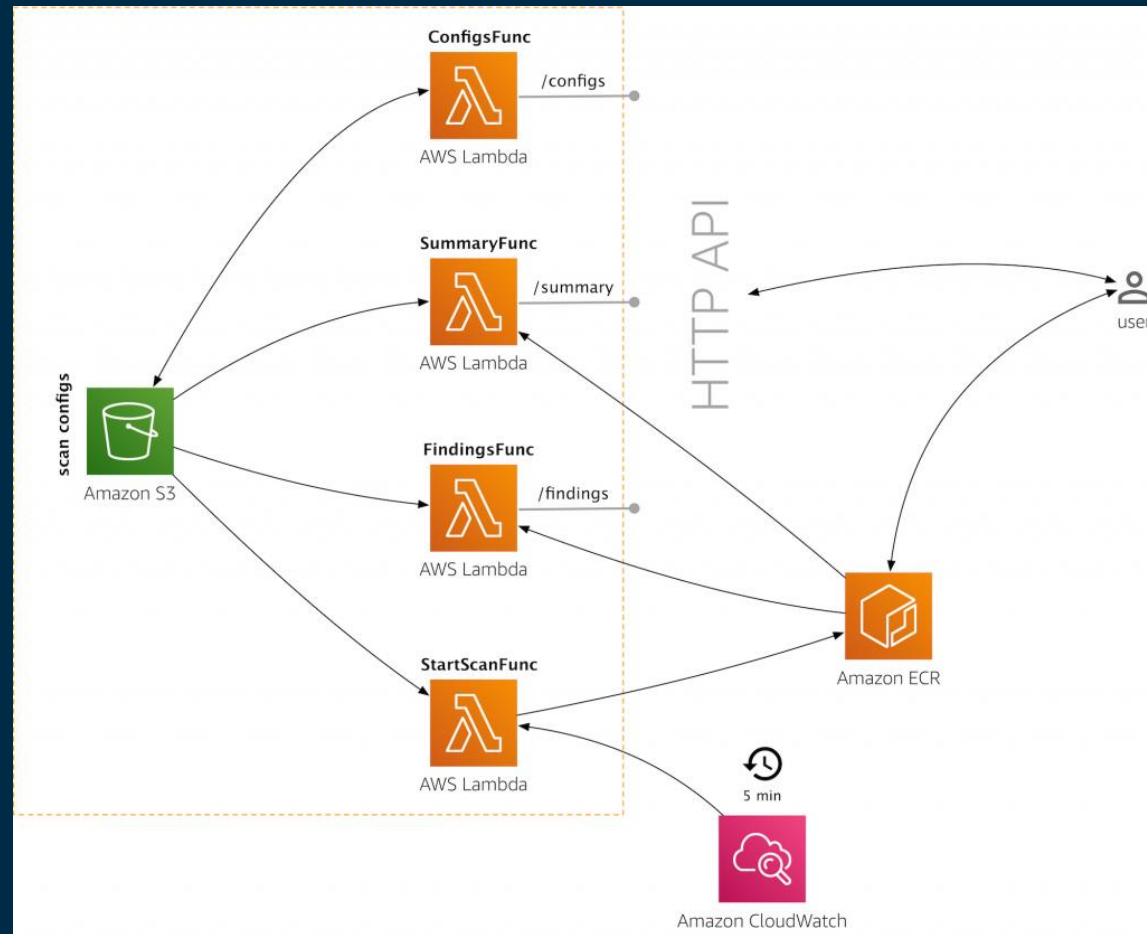 ConfigsFunc
/configs
AWS Lambda
SummaryFunc
/summary
AWS Lambda
HTTP API
user
scan configs
Amazon S3
FindingsFunc
/findings
AWS Lambda
Amazon ECR
StartScanFunc
AWS Lambda
5 min
Amazon CloudWatch